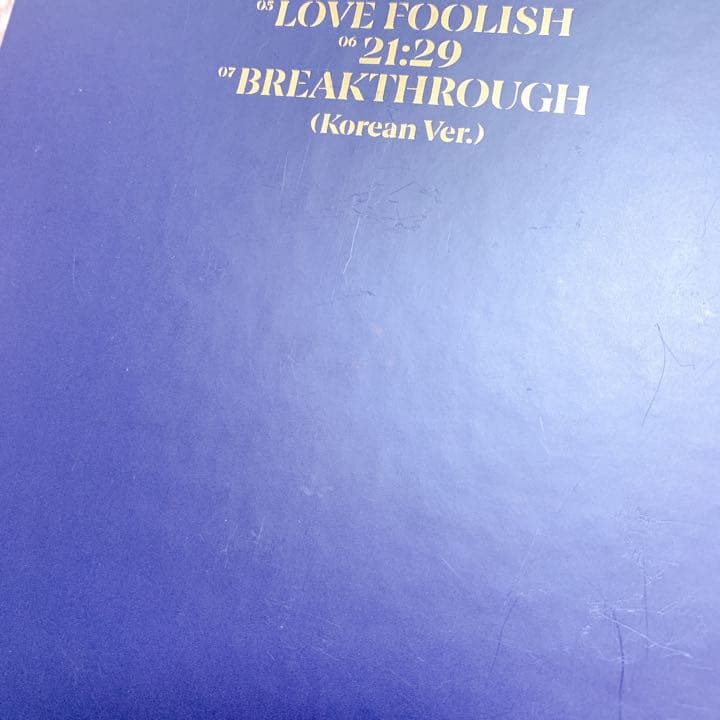 05 LOVE FOOLISH
06 21:29
07 BREAKTHROUGH
(Korean Ver.)